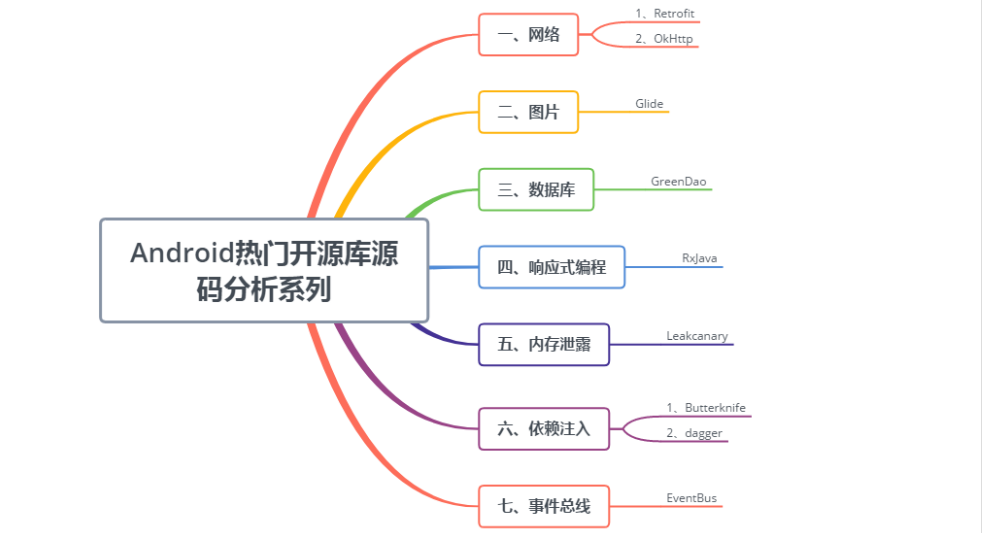 Android热门开源库源
码分析系列
一、网络
1、Retrofit
2、OkHttp
二、图片
Glide
三、数据库
GreenDao
四、响应式编程
RxJava
五、内存泄露
Leakcanary
六、依赖注入
1、Butterknife
2、dagger
七、事件总线
EventBus